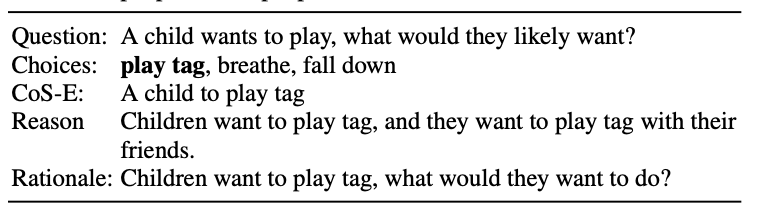 Question: A child wants to play, what would they likely want?
Choices: play tag, breathe, fall down
CoS-E: A child to play tag
Reason Children want to play tag, and they want to play tag with their
friends.
Rationale: Children want to play tag, what would they want to do?